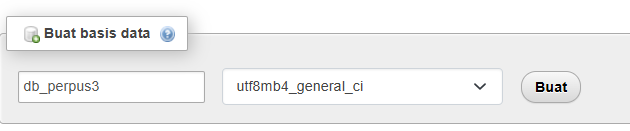 Buat basis data
db_perpus3 utf8mb4_general_ci Buat